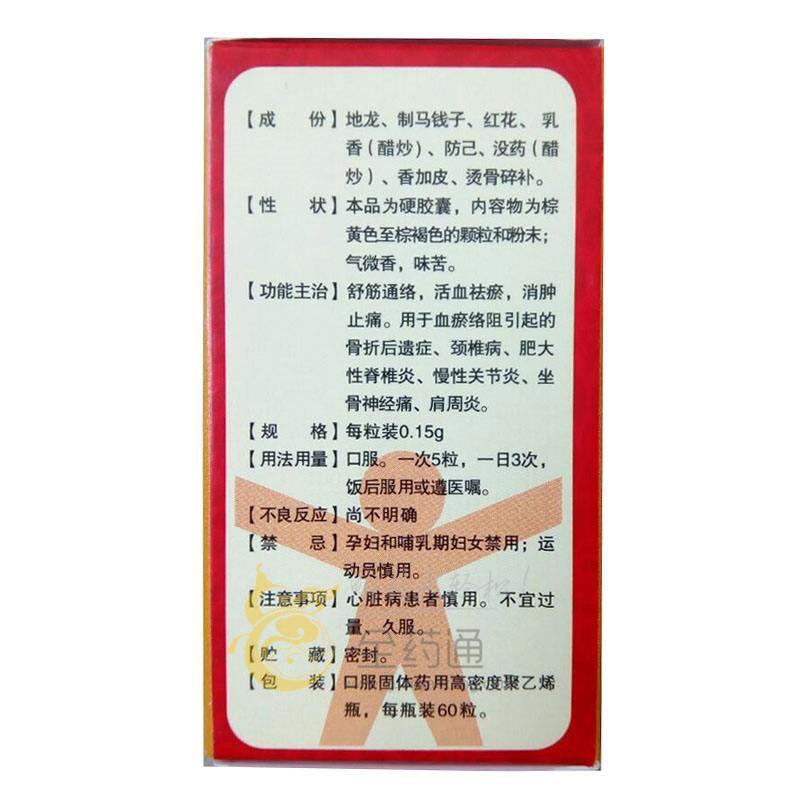 【成　份】地龙、制马钱子、红花、乳
香（醋炒）、防己、没药（醋
炒）、香加皮、烫骨碎补。
【性　状】本品为硬胶囊，内容物为棕
黄色至棕褐色的颗粒和粉末；
气微香，味苦。
【功能主治】舒筋通络，活血祛瘀，消肿
止痛。用于血瘀络阻引起的
骨折后遗症、颈椎病、肥大
性脊椎炎、慢性关节炎、坐
骨神经痛、肩周炎。
【规　格】每粒装0.15g
【用法用量】口服。一次5粒，一日3次，
饭后服用或遵医嘱。
【不良反应】尚不明确
【禁　忌】孕妇和哺乳期妇女禁用；运
动员慎用。
【注意事项】心脏病患者慎用。不宜过
量、久服。
【贮　藏】密封。
【包　装】口服固体药用高密度聚乙烯
瓶，每瓶装60粒。
全药通